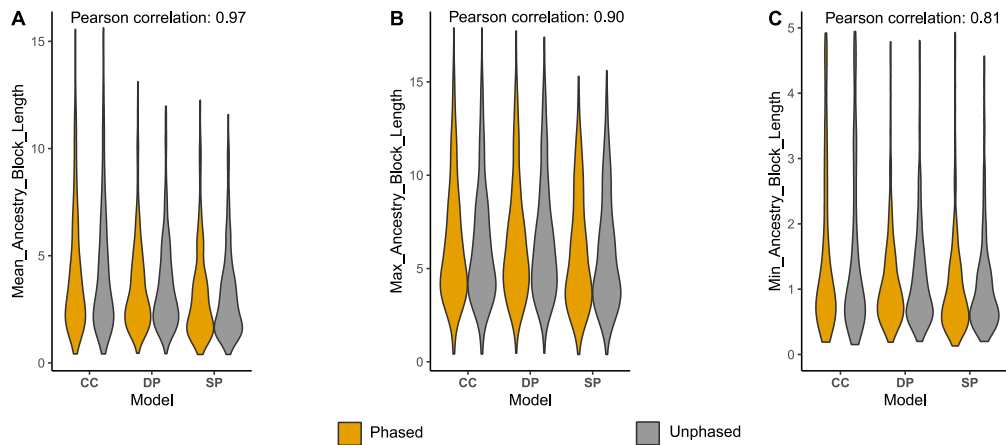 A
Pearson correlation: 0.97
Mean_Ancestry_Block_Length
15
10
5
0
CC DP SP
Model
B
Pearson correlation: 0.90
Max_Ancestry_Block_Length
15
10
5
0
CC DP SP
Model
C
Pearson correlation: 0.81
Min_Ancestry_Block_Length
5
4
3
2
1
0
CC DP SP
Model
Phased
Unphased